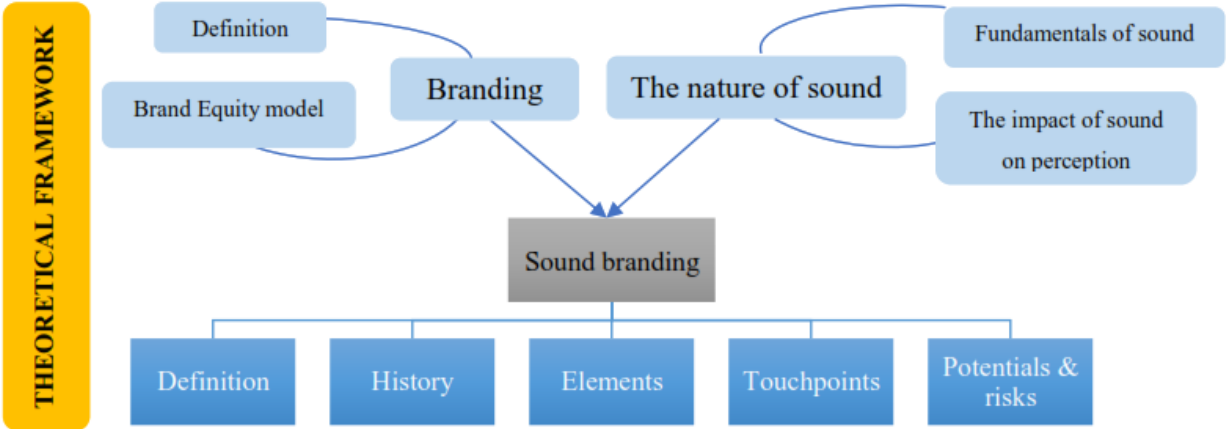 THEORETICAL FRAMEWORK
Definition
Brand Equity model
Branding
The nature of sound
Fundamentals of sound
The impact of sound
on perception
Sound branding
Definition
History
Elements
Touchpoints
Potentials &
risks